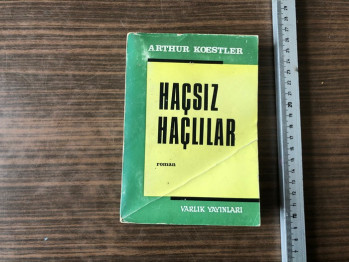 ARTHUR KOESTLER
HAÇSIZ
HAÇLILAR
roman
VARLIK YAYINLARI